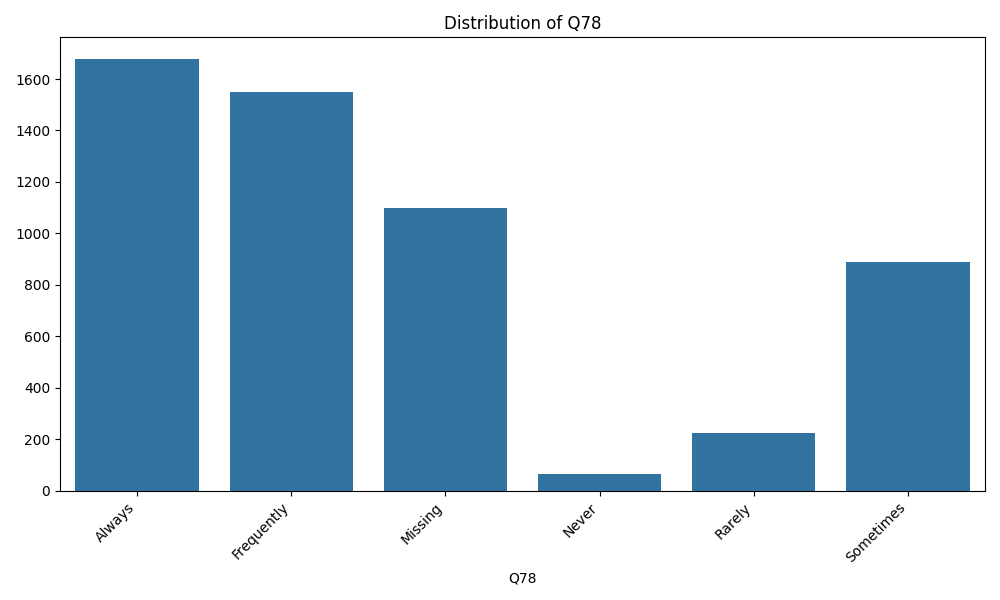 Distribution of Q78
1600
1400
1200
1000
800
600
400
200
0
Always
Frequently
Missing
Never
Rarely
Sometimes
Q78